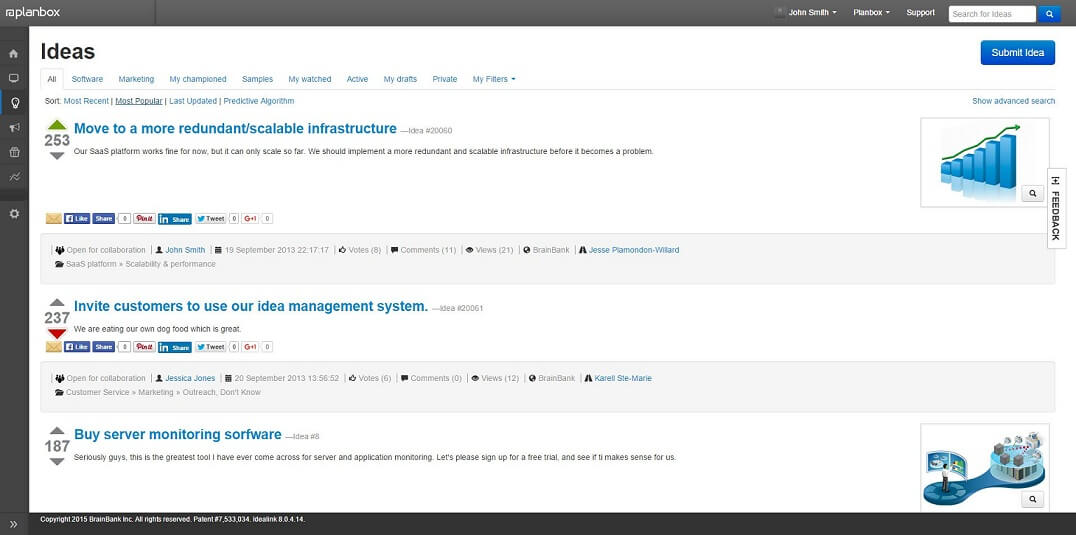 planbox
John Smith Planbox Support Search for Ideas
Ideas
Submit Idea
All Software Marketing My championed Samples My watched Active My drafts Private My Filters
Sort: Most Recent | Most Popular | Last Updated | Predictive Algorithm
Show advanced search
253
Move to a more redundant/scalable infrastructure —Idea #20060
Our SaaS platform works fine for now, but it can only scale so far. We should implement a more redundant and scalable infrastructure before it becomes a problem.
[+] FEEDBACK
Like Share 0 Pinit in Share Tweet 0 G+1 0
| Open for collaboration | John Smith | 19 September 2013 22:17:17 | Votes (8) | Comments (11) | Views (21) | BrainBank | Jesse Plamondon-Willard
SaaS platform » Scalability & performance
237
Invite customers to use our idea management system. —Idea #20061
We are eating our own dog food which is great.
Like Share 0 Pinit in Share Tweet 0 G+1 0
| Open for collaboration | Jessica Jones | 20 September 2013 13:56:52 | Votes (6) | Comments (0) | Views (12) | BrainBank | Karell Ste-Marie
Customer Service » Marketing » Outreach, Don't Know
187
Buy server monitoring sorfware —Idea #8
Seriously guys, this is the greatest tool I have ever come across for server and application monitoring. Let's please sign up for a free trial, and see if ti makes sense for us.
Copyright 2015 BrainBank Inc. All rights reserved. Patent #7,533,034. idealink 8.0.4.14.